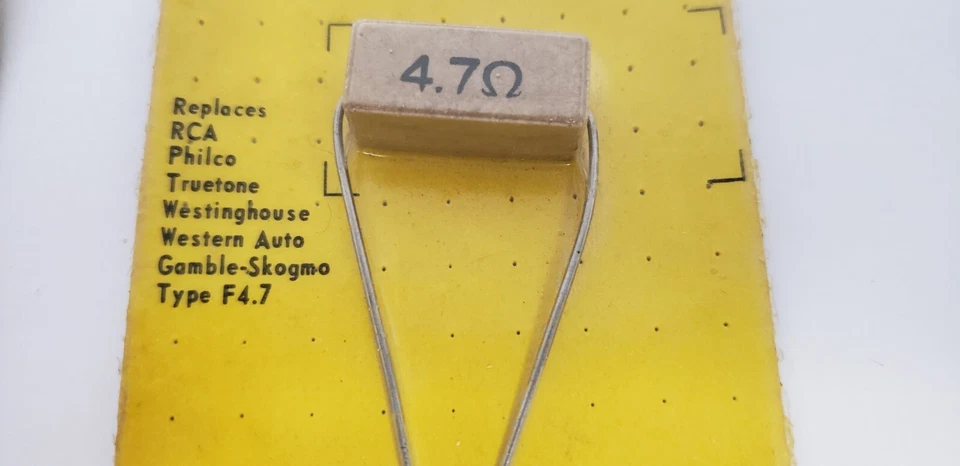 4.7Ω
Replaces
RCA
Philco
Truetone
Westinghouse
Western Auto
Gamble-Skogmo
Type F4.7